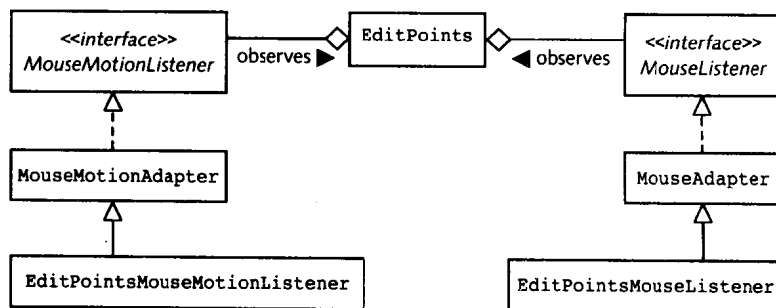 <<interface>>
MouseMotionListener
observes
EditPoints
observes
<<interface>>
MouseListener
MouseMotionAdapter
MouseAdapter
EditPointsMouseMotionListener
EditPointsMouseListener